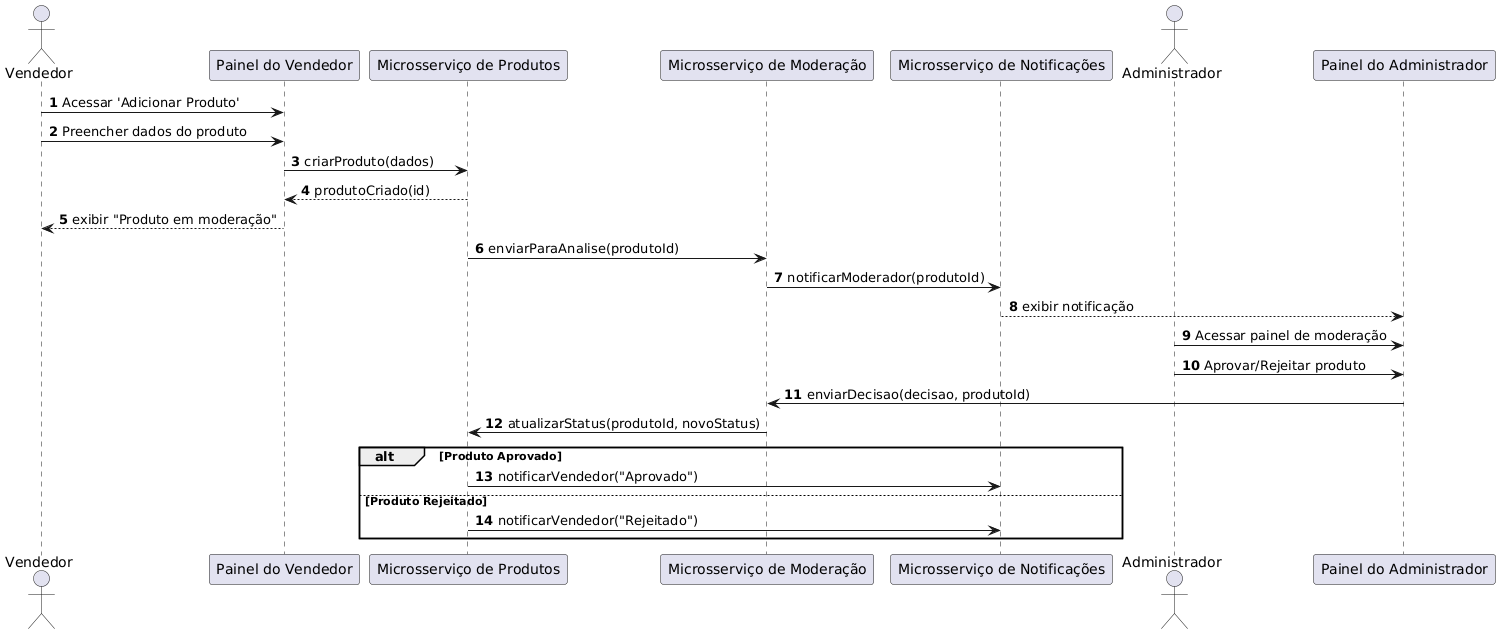 Vendedor
Painel do Vendedor
Microsserviço de Produtos
Microsserviço de Moderação
Microsserviço de Notificações
Administrador
Painel do Administrador
1 Acessar 'Adicionar Produto'
2 Preencher dados do produto
3 criarProduto(dados)
4 produtoCriado(id)
5 exibir "Produto em moderação"
6 enviarParaAnalise(produtoId)
7 notificarModerador(produtoId)
8 exibir notificação
9 Acessar painel de moderação
10 Aprovar/Rejeitar produto
11 enviarDecisao(decisao, produtoId)
12 atualizarStatus(produtoId, novoStatus)
alt [Produto Aprovado]
13 notificarVendedor("Aprovado")
[Produto Rejeitado]
14 notificarVendedor("Rejeitado")
Vendedor
Painel do Vendedor
Microsserviço de Produtos
Microsserviço de Moderação
Microsserviço de Notificações
Administrador
Painel do Administrador